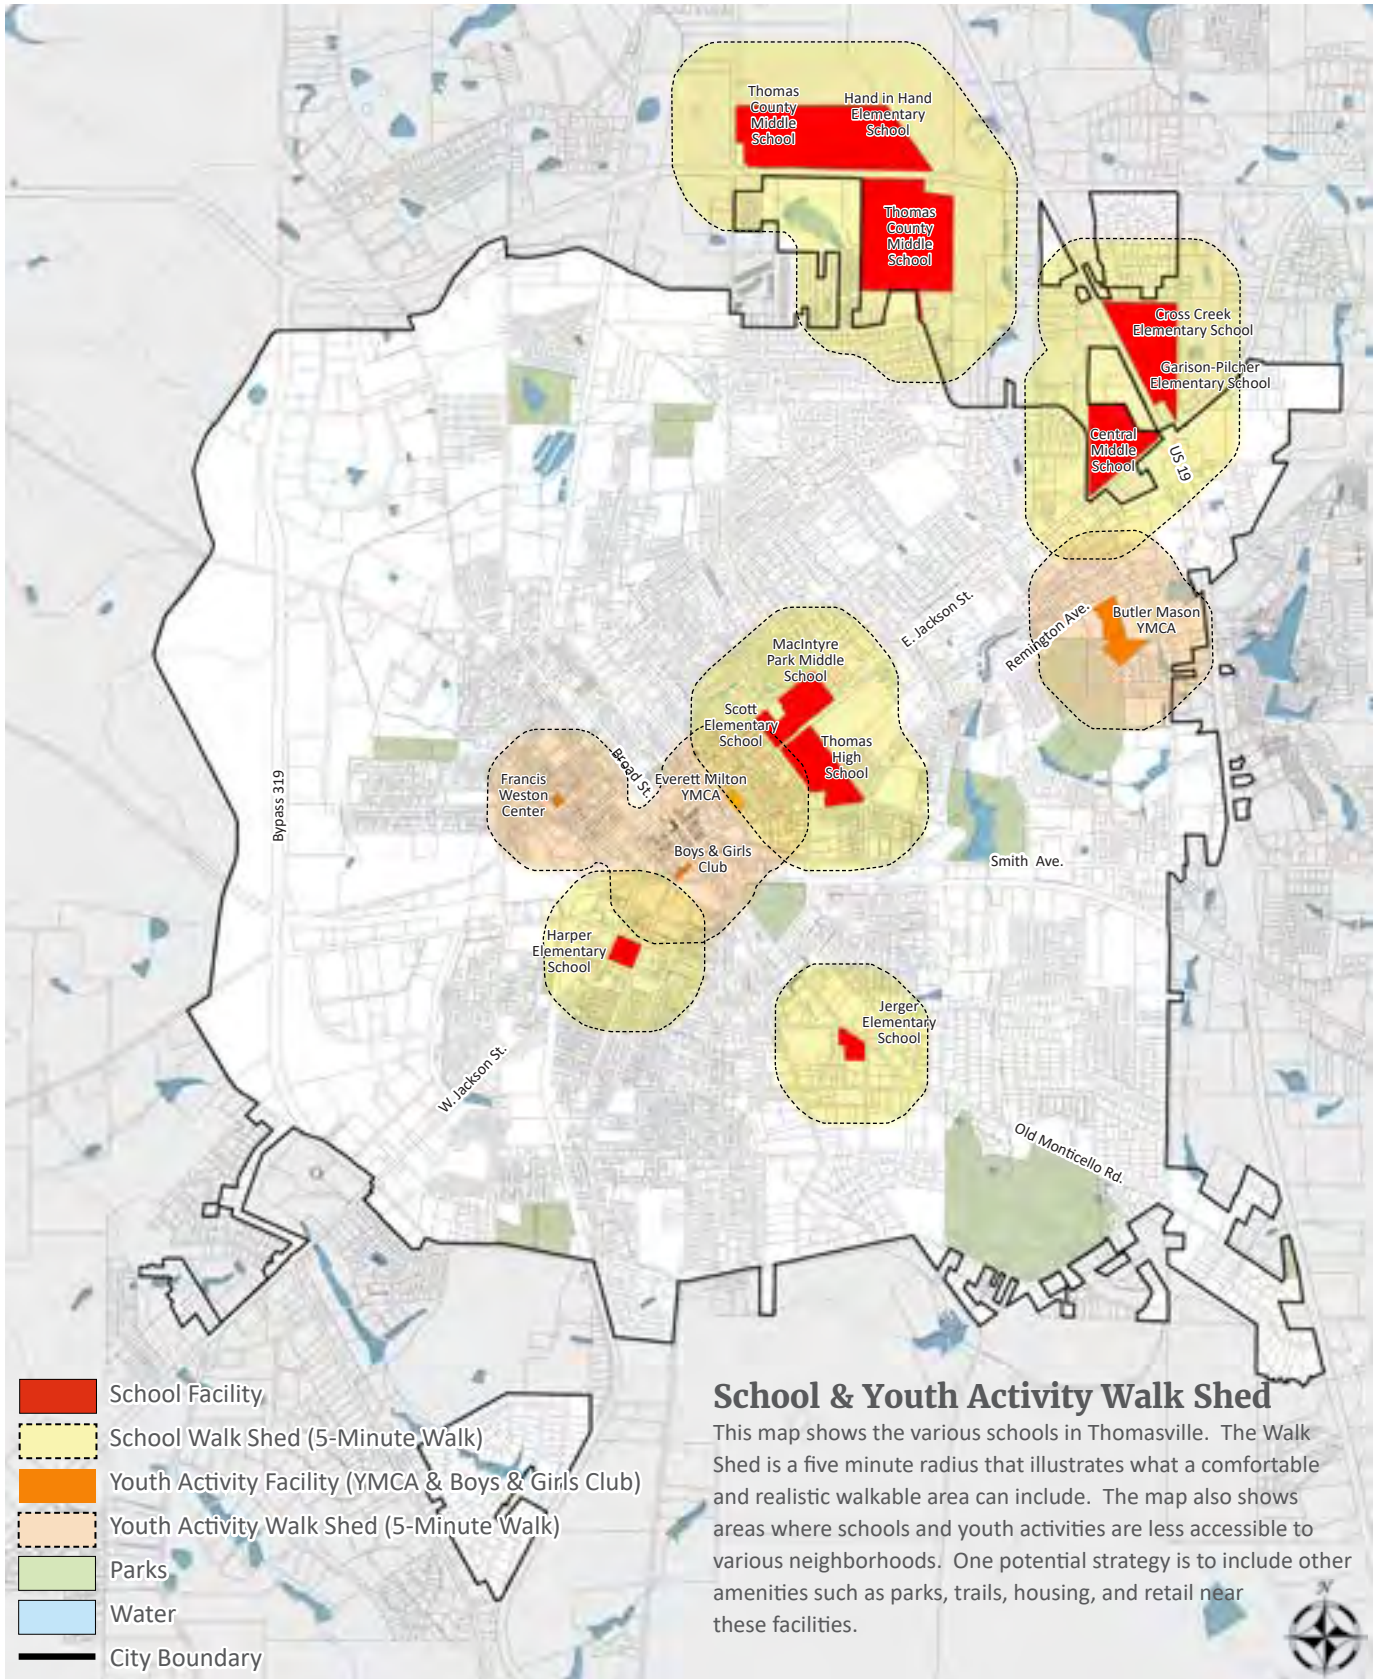 Thomas
County
Middle
School
Hand in Hand
Elementary
School
Thomas
County
Middle
School
Cross Creek
Elementary School
Garison-Pilcher
Elementary School
Central
Middle
School
US 19
Butler Mason
YMCA
Remington Ave.
E. Jackson St.
MacIntyre
Park Middle
School
Scott
Elementary
School
Thomas
High
School
Broad St.
Everett Milton
YMCA
Francis
Weston
Center
Bypass 319
Boys & Girls
Club
Smith Ave.
Harper
Elementary
School
Jerger
Elementary
School
W. Jackson St.
Old Monticello Rd.
School Facility
School Walk Shed (5-Minute Walk)
Youth Activity Facility (YMCA & Boys & Girls Club)
Youth Activity Walk Shed (5-Minute Walk)
Parks
Water
City Boundary
School & Youth Activity Walk Shed
This map shows the various schools in Thomasville. The Walk
Shed is a five minute radius that illustrates what a comfortable
and realistic walkable area can include. The map also shows
areas where schools and youth activities are less accessible to
various neighborhoods. One potential strategy is to include other
amenities such as parks, trails, housing, and retail near
these facilities.
N